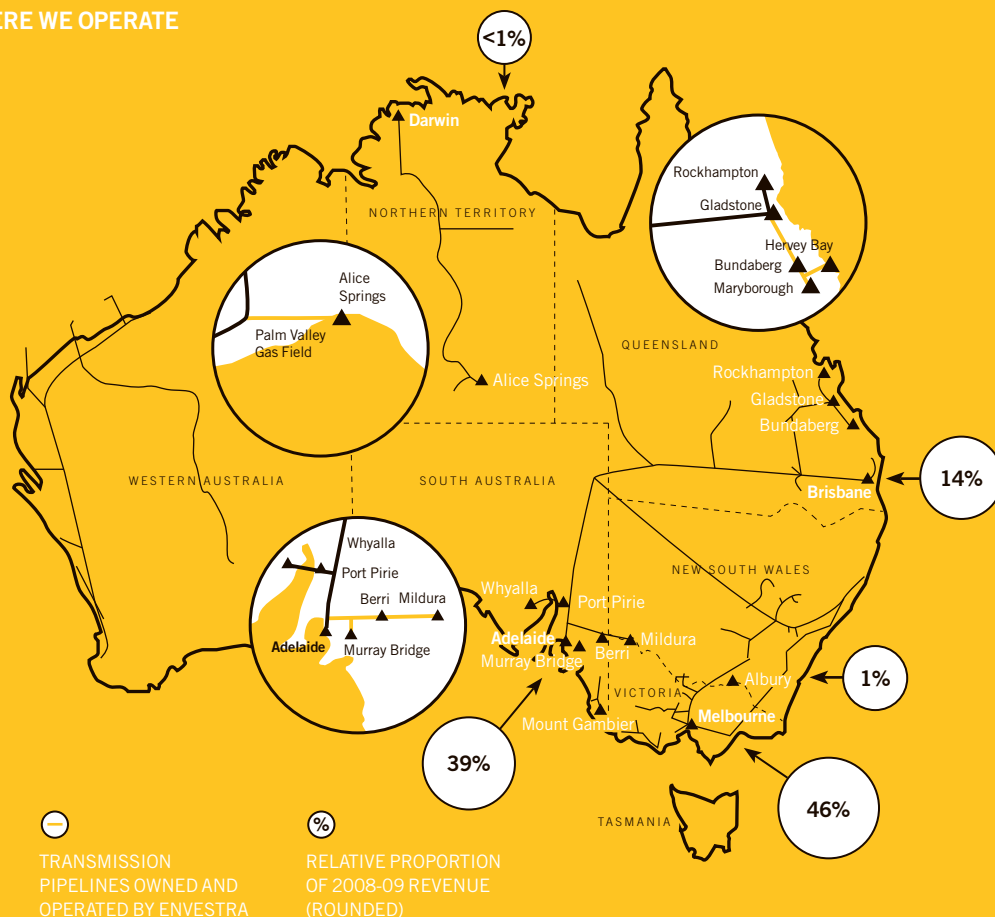 ERE WE OPERATE
<1%
Darwin
NORTHERN TERRITORY
Rockhampton
Gladstone
Hervey Bay
Bundaberg
Maryborough
Alice
Springs
Palm Valley
Gas Field
QUEENSLAND
Rockhampton
Gladstone
Bundaberg
Alice Springs
WESTERN AUSTRALIA
SOUTH AUSTRALIA
Brisbane
14%
NEW SOUTH WALES
Whyalla
Port Pirie
Berri
Mildura
Adelaide
Murray Bridge
Whyalla
Port Pirie
Adelaide
Mildura
Murray Bridge
Berri
Albury
1%
VICTORIA
Mount Gambier
Melbourne
39%
46%
TASMANIA
%
TRANSMISSION
PIPELINES OWNED AND
OPERATED BY ENVESTRA
RELATIVE PROPORTION
OF 2008-09 REVENUE
(ROUNDED)